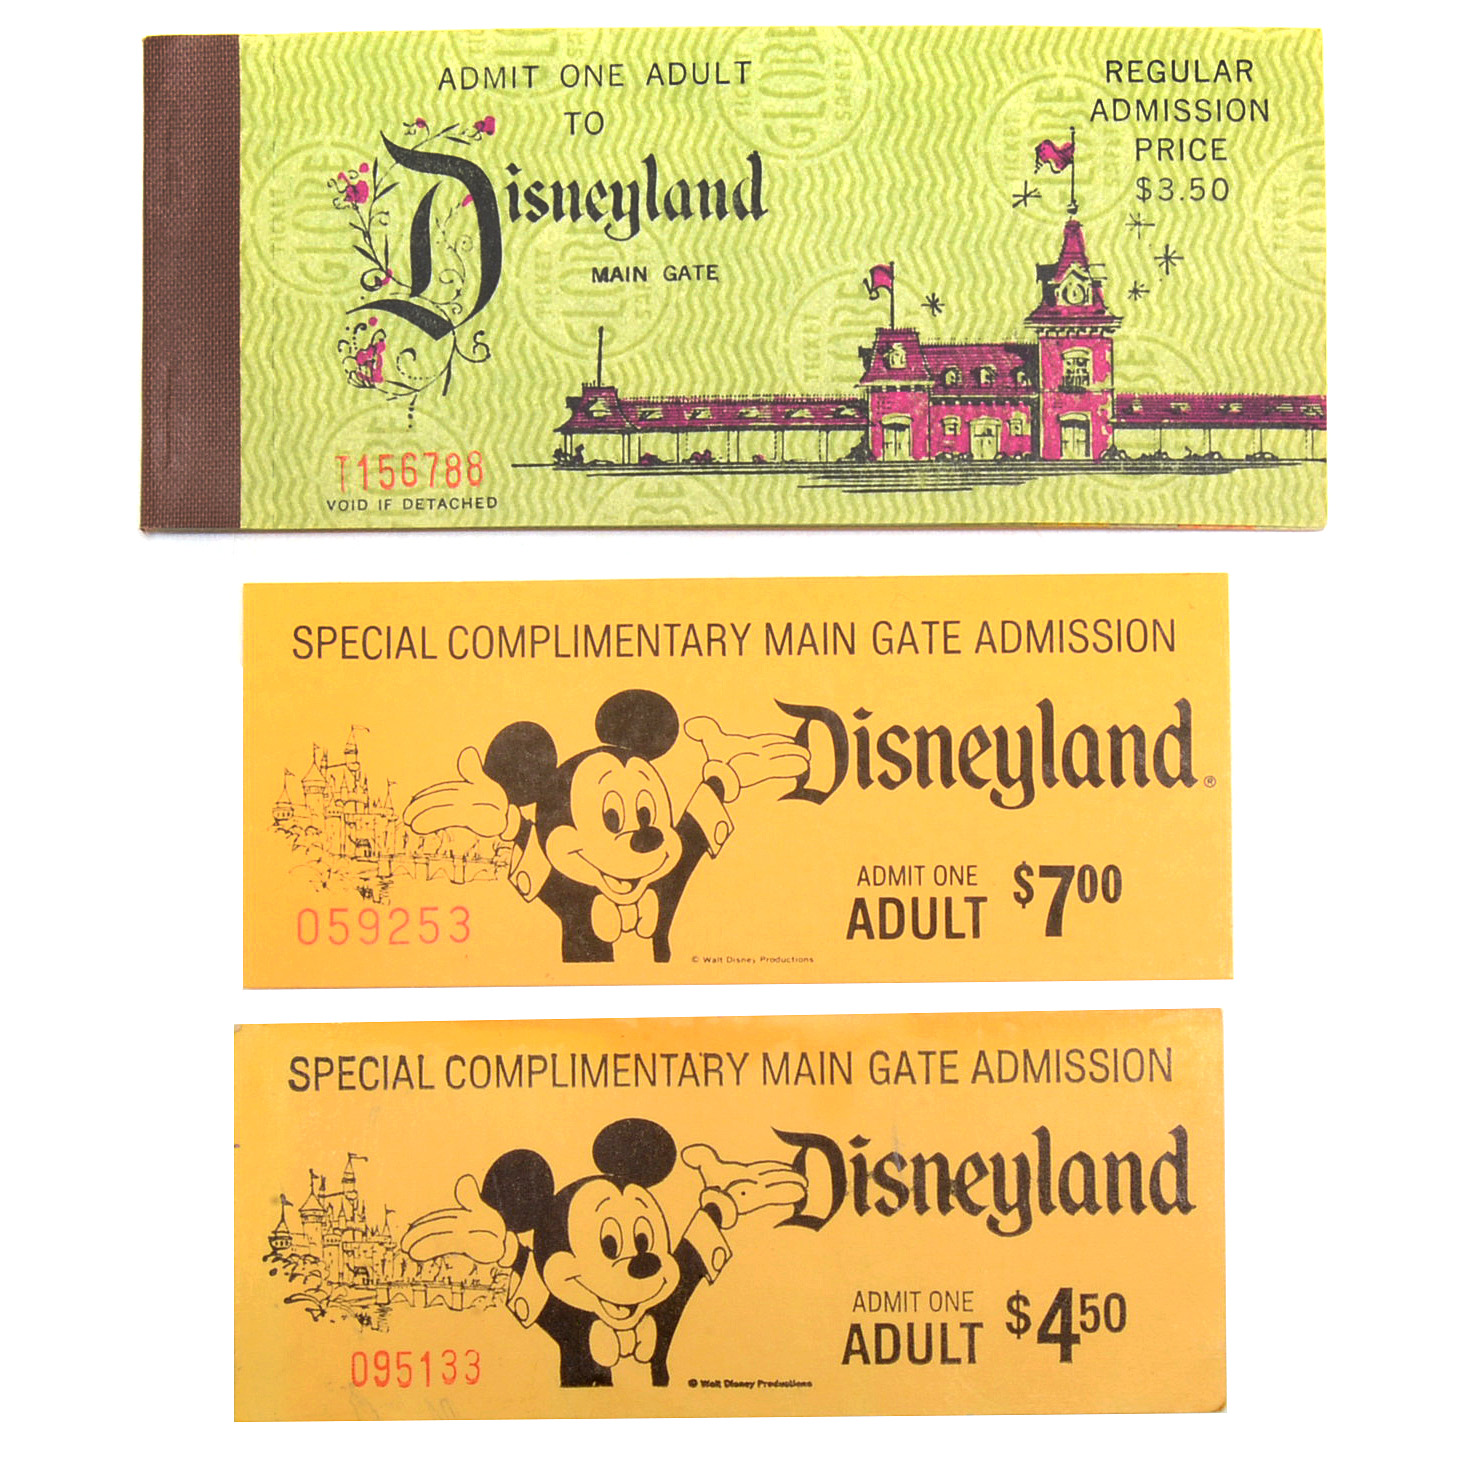 ADMIT ONE ADULT
TO
Disneyland
MAIN GATE
REGULAR
ADMISSION
PRICE
$3.50
T156788
VOID IF DETACHED
SPECIAL COMPLIMENTARY MAIN GATE ADMISSION
Disneyland®
ADMIT ONE
ADULT $7.00
059253
© Walt Disney Productions
SPECIAL COMPLIMENTARY MAIN GATE ADMISSION
Disneyland
ADMIT ONE
ADULT $4.50
095133
© Walt Disney Productions